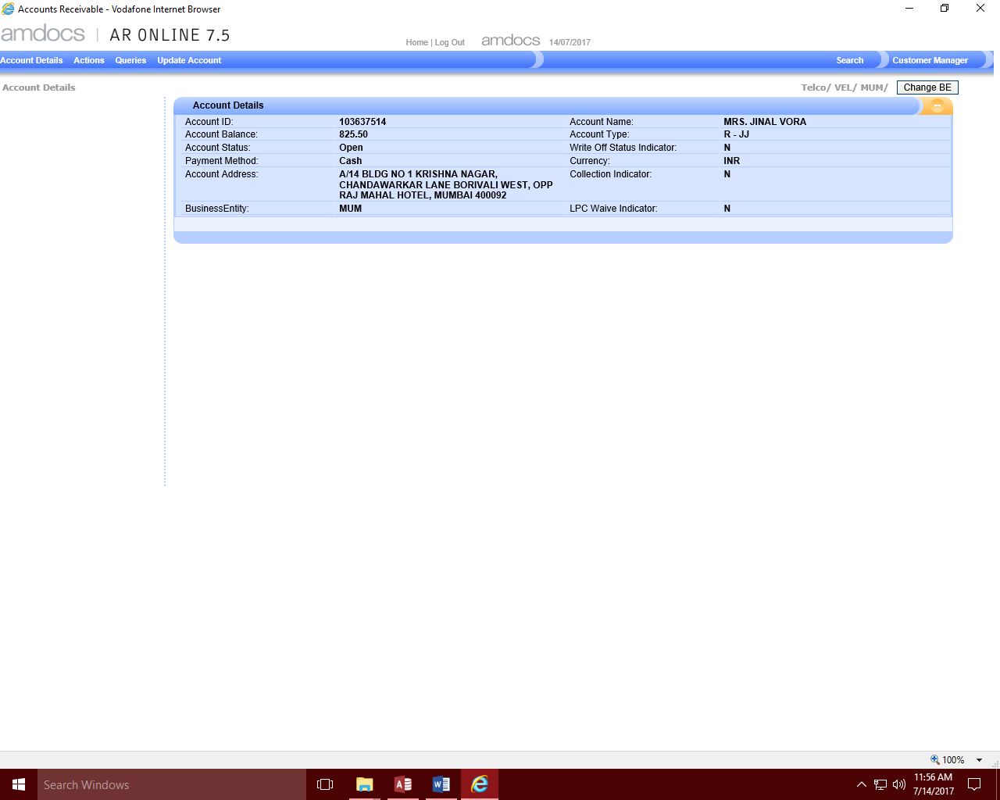 Accounts Receivable - Vodafone Internet Browser
amdocs | AR ONLINE 7.5
Home | Log Out amdocs 14/07/2017
Account Details Actions Queries Update Account Search Customer Manager
Account Details Telco/ VEL/ MUM/ Change BE
Account Details
Account ID: 103637514 Account Name: MRS. JINAL VORA
Account Balance: 825.50 Account Type: R - JJ
Account Status: Open Write Off Status Indicator: N
Payment Method: Cash Currency: INR
Account Address: A/14 BLDG NO 1 KRISHNA NAGAR, Collection Indicator: N
CHANDAWARKAR LANE BORIVALI WEST, OPP
RAJ MAHAL HOTEL, MUMBAI 400092
BusinessEntity: MUM LPC Waive Indicator: N
100%
Search Windows
11:56 AM
7/14/2017